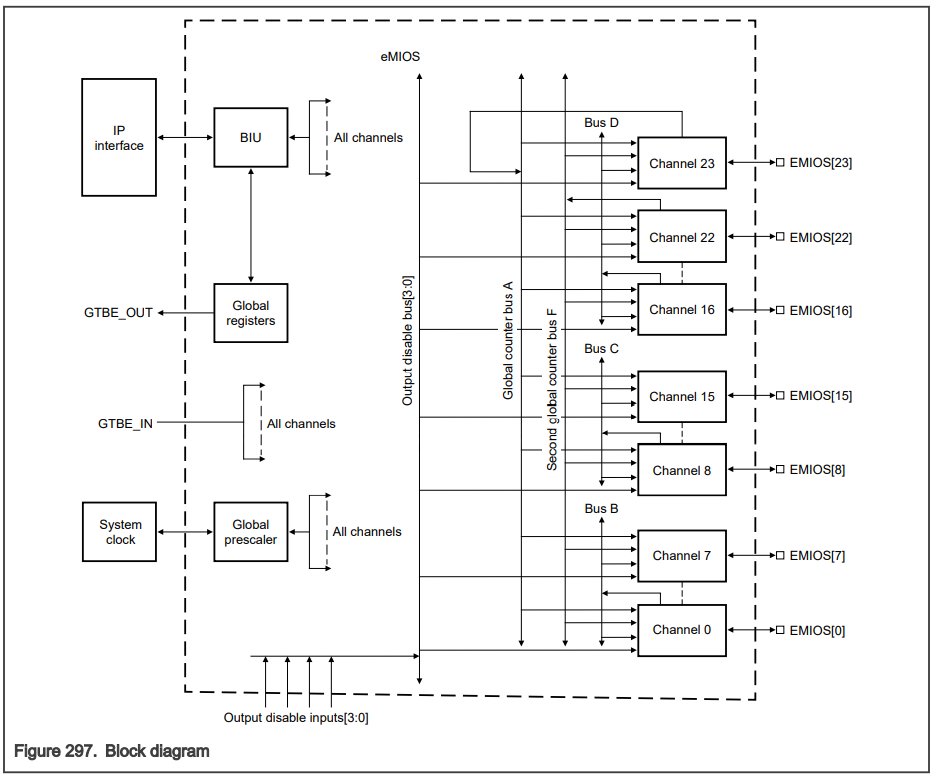 eMIOS
IP
interface
BIU
All channels
Bus D
Channel 23
EMIOS[23]
Channel 22
EMIOS[22]
GTBE_OUT
Global
registers
Output disable bus[3:0]
Global counter bus A
Second global counter bus F
Channel 16
EMIOS[16]
Bus C
Channel 15
EMIOS[15]
GTBE_IN
All channels
Channel 8
EMIOS[8]
Bus B
System
clock
Global
prescaler
All channels
Channel 7
EMIOS[7]
Channel 0
EMIOS[0]
Output disable inputs[3:0]
Figure 297. Block diagram